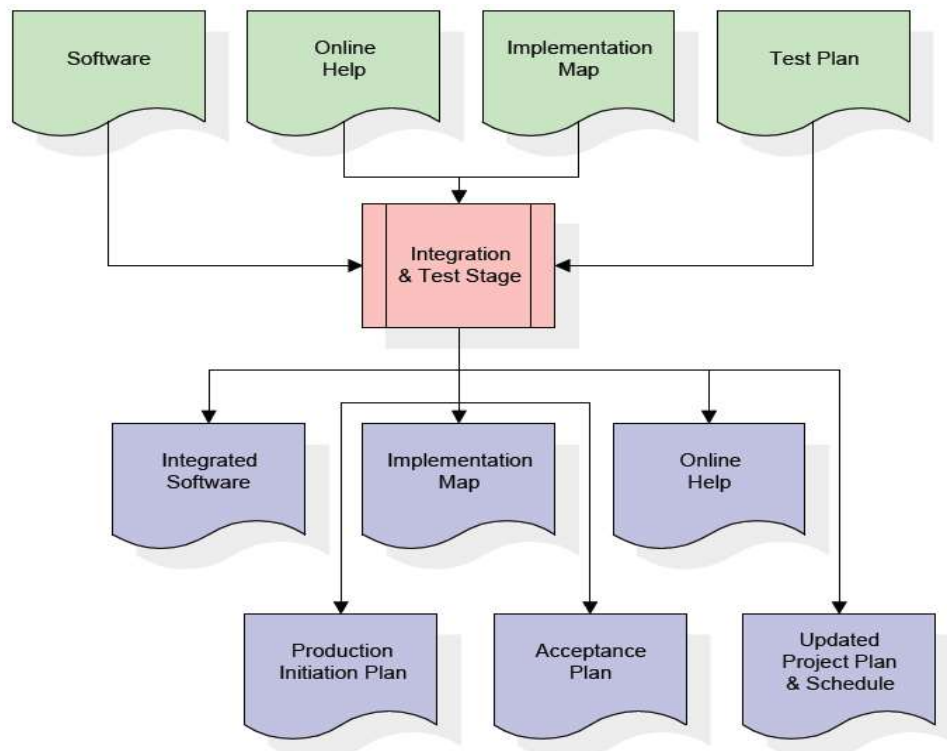 Software
Online
Help
Implementation
Map
Test Plan
Integration
& Test Stage
Integrated
Software
Implementation
Map
Online
Help
Production
Initiation Plan
Acceptance
Plan
Updated
Project Plan
& Schedule